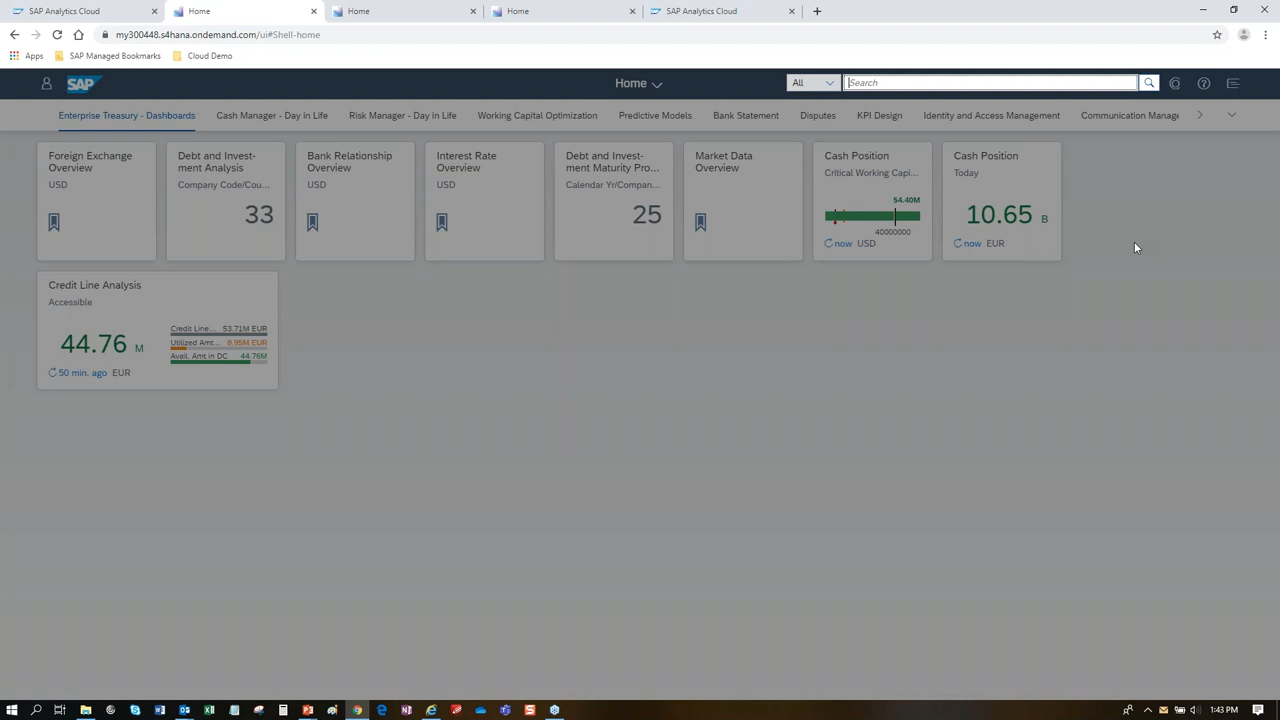 SAP Analytics Cloud
Home
Home
Home
SAP Analytics Cloud
my300448.s4hana.ondemand.com/ui#Shell-home
Apps
SAP Managed Bookmarks
Cloud Demo
SAP
Home
All
Search
Enterprise Treasury - Dashboards
Cash Manager - Day in Life
Risk Manager - Day in Life
Working Capital Optimization
Predictive Models
Bank Statement
Disputes
KPI Design
Identity and Access Management
Communication Manage
Foreign Exchange
Overview
USD
Debt and Invest-
ment Analysis
Company Code/Cou...
33
Bank Relationship
Overview
USD
Interest Rate
Overview
USD
Debt and Invest-
ment Maturity Pro...
Calendar Yr/Compan...
25
Market Data
Overview
Cash Position
Critical Working Capi...
54.40M
40000000
now USD
Cash Position
Today
10.65 B
now EUR
Credit Line Analysis
Accessible
44.76 M
50 min. ago EUR
Credit Line... 53.71M EUR
Utilized Amt... 8.95M EUR
Avail. Amt in DC 44.76M
1:43 PM